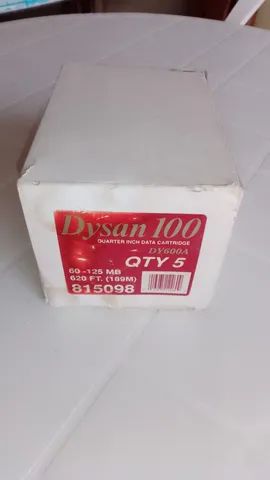 Dysan 100
QUARTER INCH DATA CARTRIDGE
DY600A
QTY 5
60-125 MB
620 FT. (189M)
815098